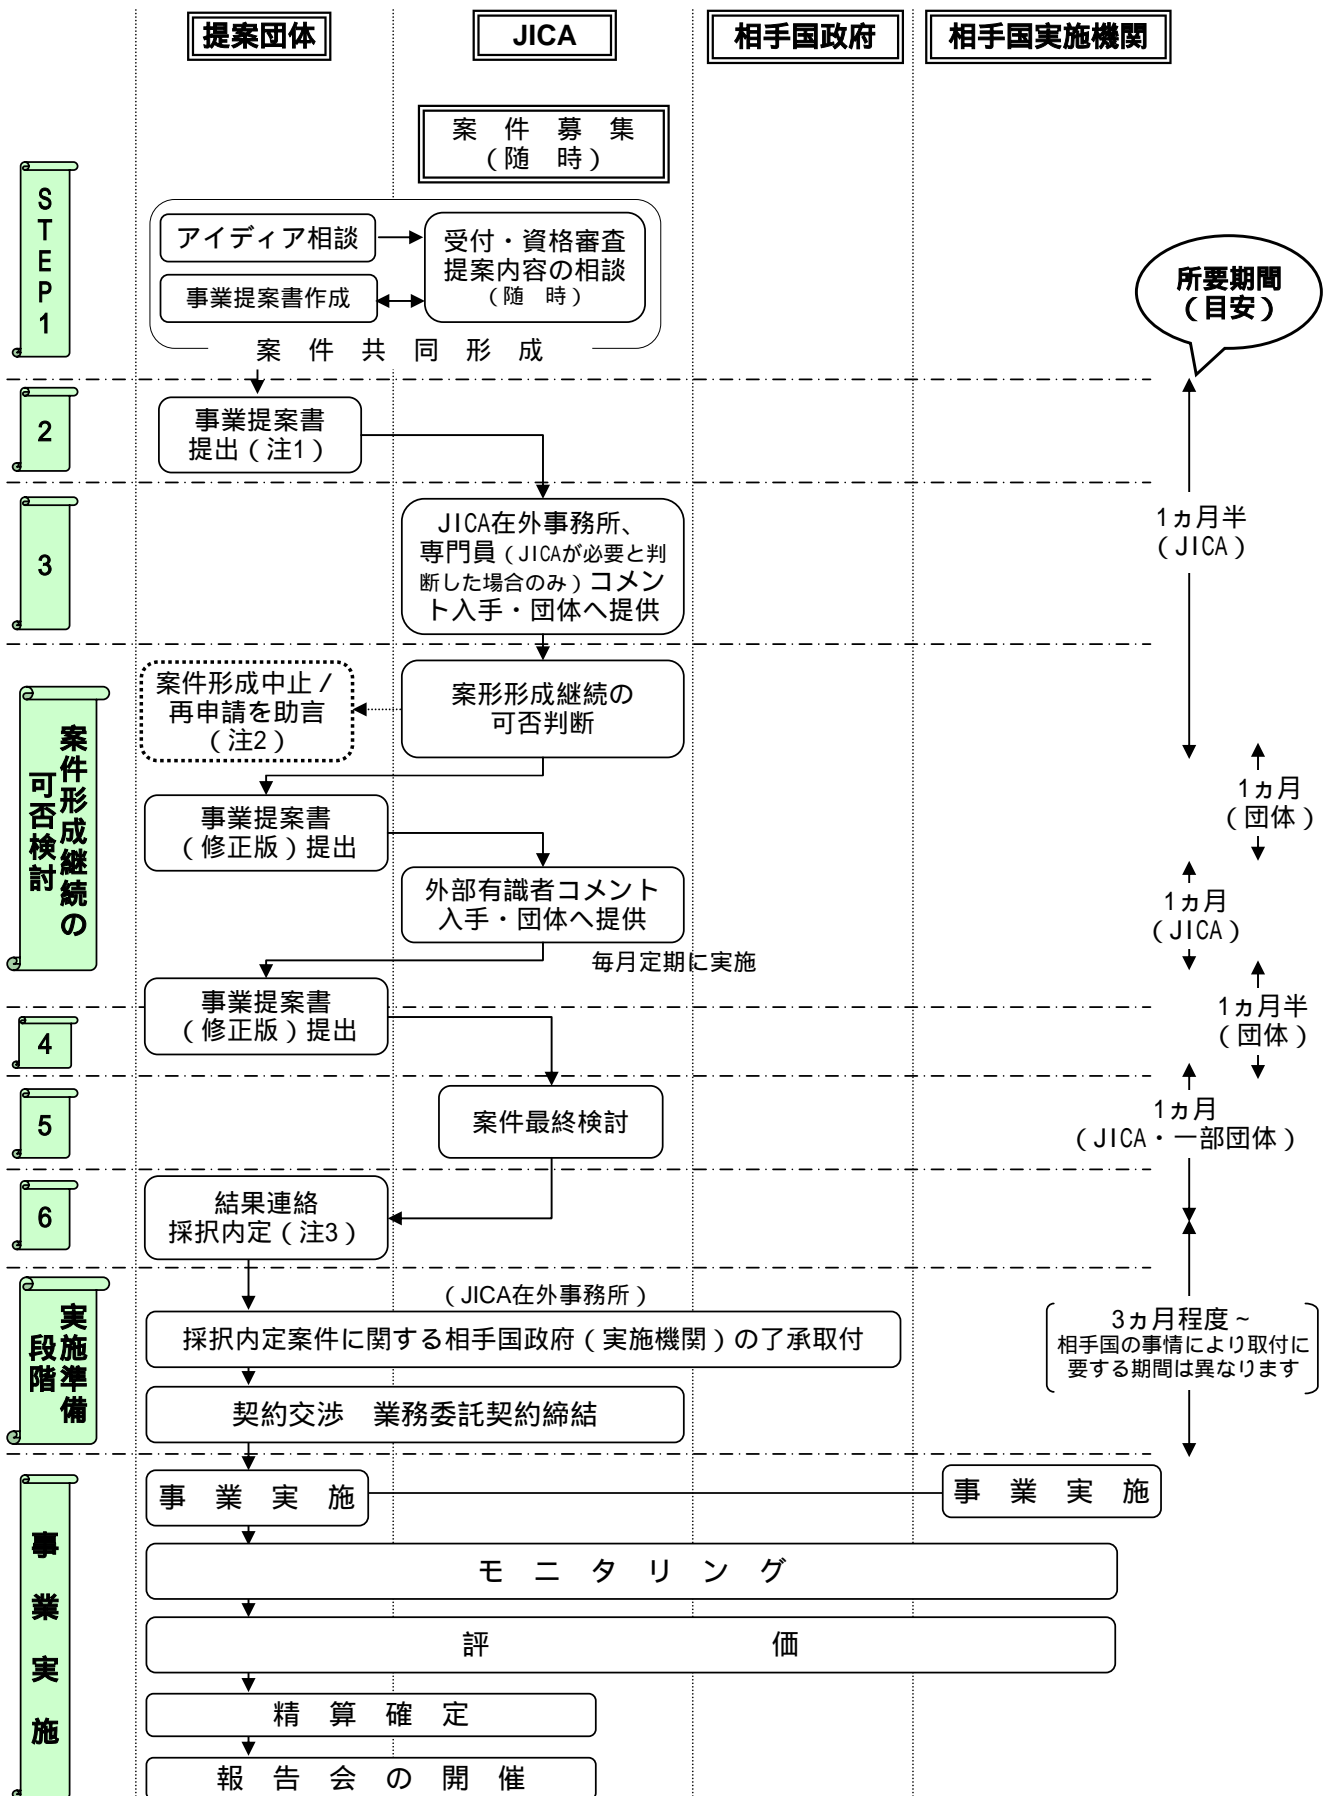 提案団体
JICA
相手国政府
相手国実施機関
案 件 募 集
（随 時）
STEP1
アイディア相談
受付・資格審査
提案内容の相談
（随 時）
事業提案書作成
案 件 共 同 形 成
所要期間
（目安）
2
事業提案書
提出（注1）
3
JICA在外事務所、
専門員（JICAが必要と判
断した場合のみ）コメン
ト入手・団体へ提供
1ヵ月半
（JICA）
案件形成継続の
可否検討
案件形成中止／
再申請を助言
（注2）
案形形成継続の
可否判断
事業提案書
（修正版）提出
1ヵ月
（団体）
外部有識者コメント
入手・団体へ提供
1ヵ月
（JICA）
毎月定期に実施
事業提案書
（修正版）提出
1ヵ月半
（団体）
4
5
案件最終検討
1ヵ月
（JICA・一部団体）
6
結果連絡
採択内定（注3）
実施準備
段階
（JICA在外事務所）
採択内定案件に関する相手国政府（実施機関）の了承取付
3ヵ月程度~
相手国の事情により取付に
要する期間は異なります
契約交渉 業務委託契約締結
事業実施
事 業 実 施
事 業 実 施
モ ニ タ リ ン グ
評 価
精 算 確 定
報 告 会 の 開 催